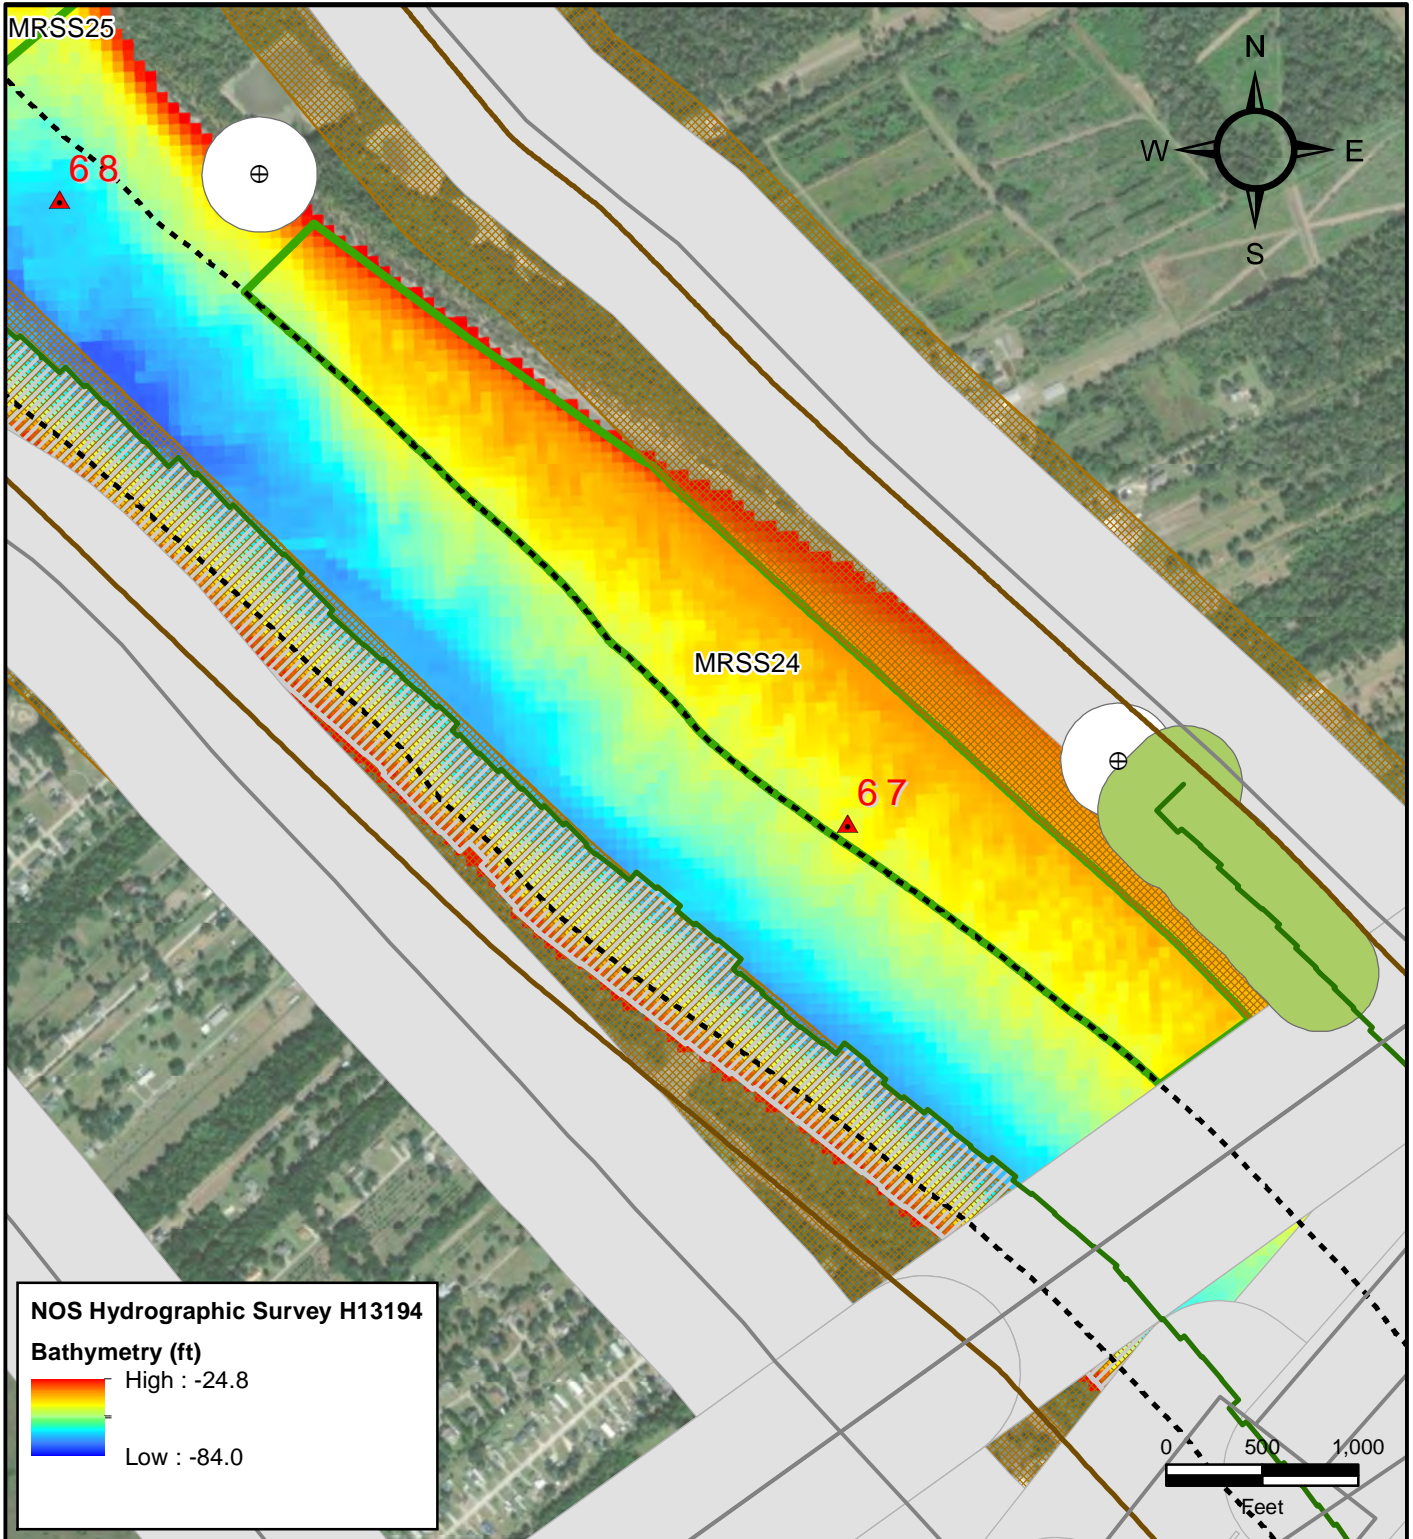 MRSS25
N
W E
S
68
MRSS24
67
NOS Hydrographic Survey H13194
Bathymetry (ft)
High : -24.8
Low : -84.0
0 500 1,000
Feet